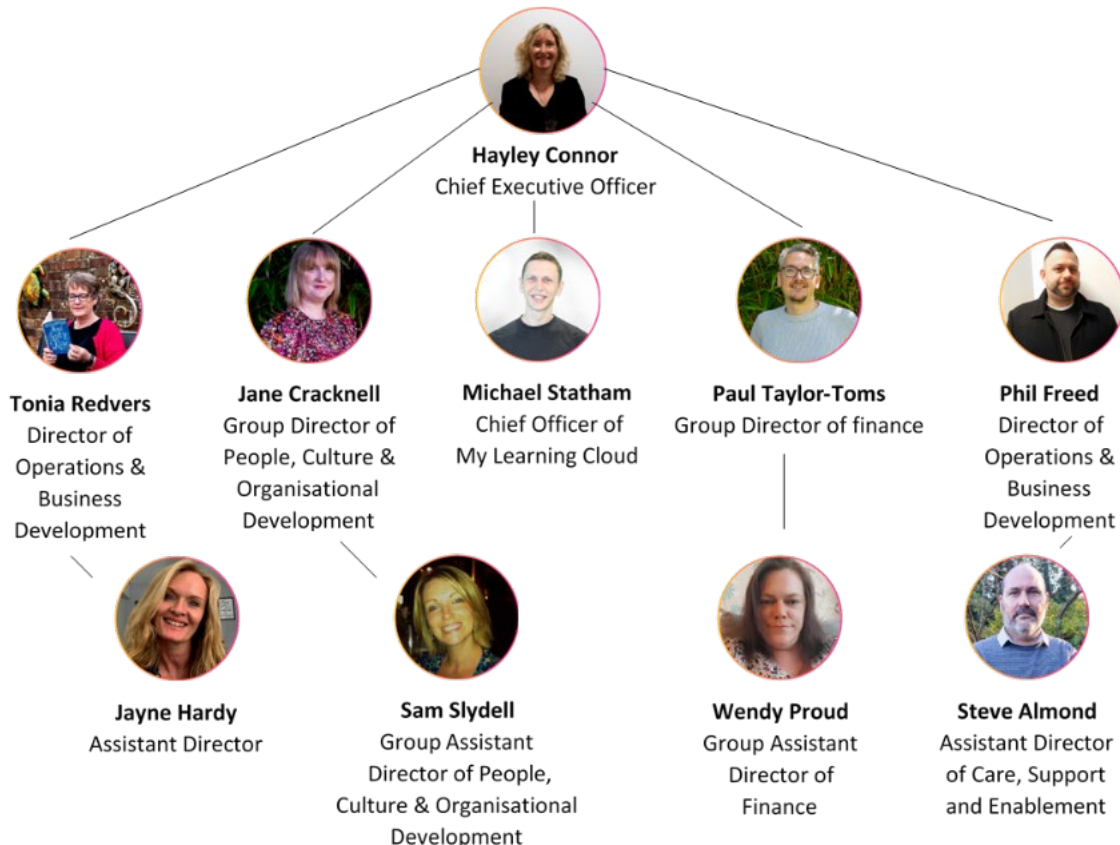 Hayley Connor
Chief Executive Officer
Tonia Redvers
Director of
Operations &
Business
Development
Jane Cracknell
Group Director of
People, Culture &
Organisational
Development
Michael Statham
Chief Officer of
My Learning Cloud
Paul Taylor-Toms
Group Director of finance
Phil Freed
Director of
Operations &
Business
Development
Jayne Hardy
Assistant Director
Sam Slydell
Group Assistant
Director of People,
Culture & Organisational
Development
Wendy Proud
Group Assistant
Director of
Finance
Steve Almond
Assistant Director
of Care, Support
and Enablement